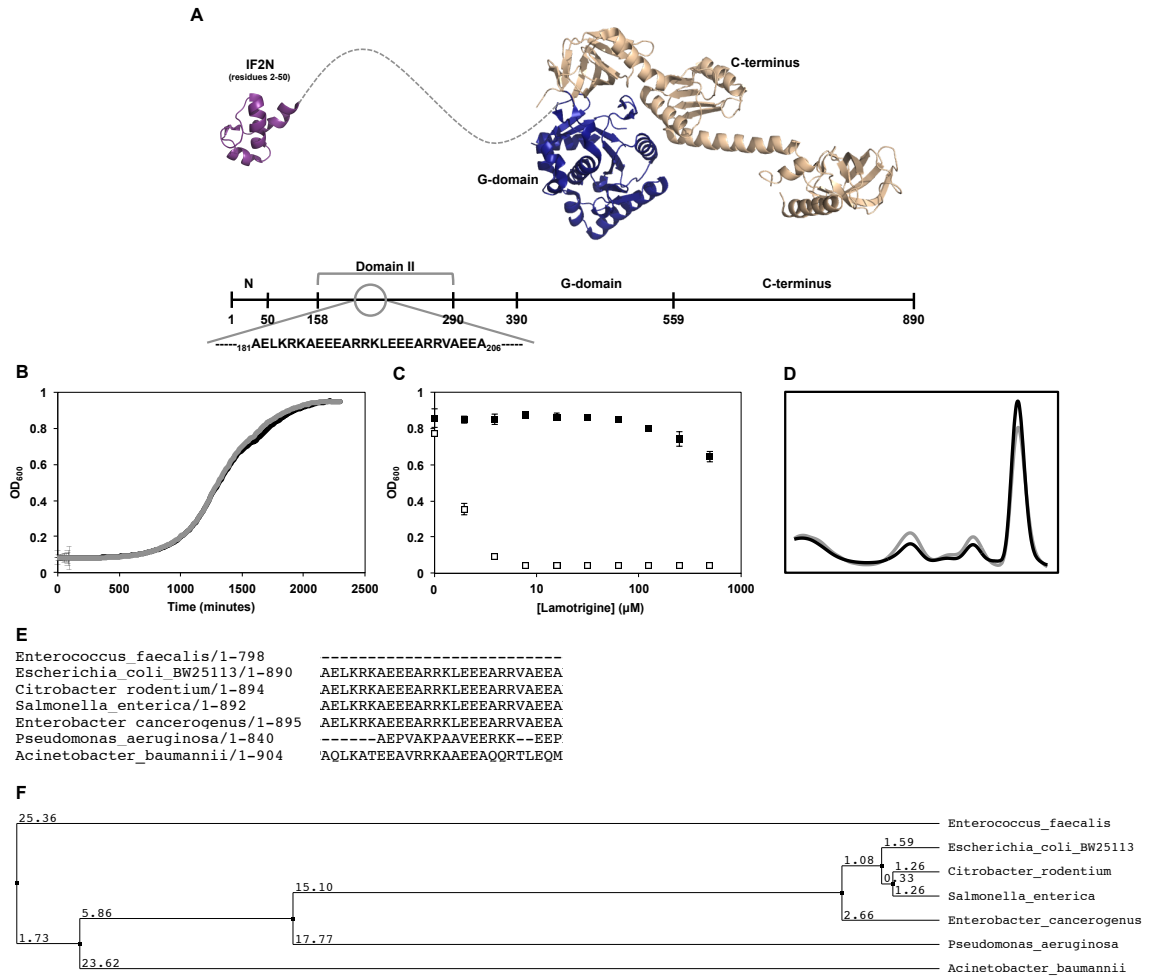 A
IF2N
(residues 2-50)
C-terminus
G-domain
Domain II
N
G-domain
C-terminus
1 50 158 290 390 559 890
-----181AELKRKAEEEARRKLEEEARRVAEEA206-----
B
1
0.8
0.6
0.4
0.2
0
OD600
0 500 1000 1500 2000 2500
Time (minutes)
C
1
0.8
0.6
0.4
0.2
0
OD600
0 10 100 1000
[Lamotrigine] (µM)
D
E
Enterococcus_faecalis/1-798 --------------------------
Escherichia_coli_BW25113/1-890 AELKRKAEEEARRKLEEEARRVAEEA
Citrobacter_rodentium/1-894 AELKRKAEEEARRKLEEEARRVAEEA
Salmonella_enterica/1-892 AELKRKAEEEARRKLEEEARRVAEEA
Enterobacter_cancerogenus/1-895 AELKRKAEEEARRKLEEEARRVAEEA
Pseudomonas_aeruginosa/1-840 ------AEPVAKPAAVEERKK--EEP
Acinetobacter_baumannii/1-904 AQLKATEEAVRRKAAEEAQQRTLEQM
F
25.36 Enterococcus_faecalis
1.59 Escherichia_coli_BW25113
1.08 1.26 Citrobacter_rodentium
0.33
15.10 1.26 Salmonella_enterica
5.86 2.66 Enterobacter_cancerogenus
1.73 17.77 Pseudomonas_aeruginosa
23.62 Acinetobacter_baumannii